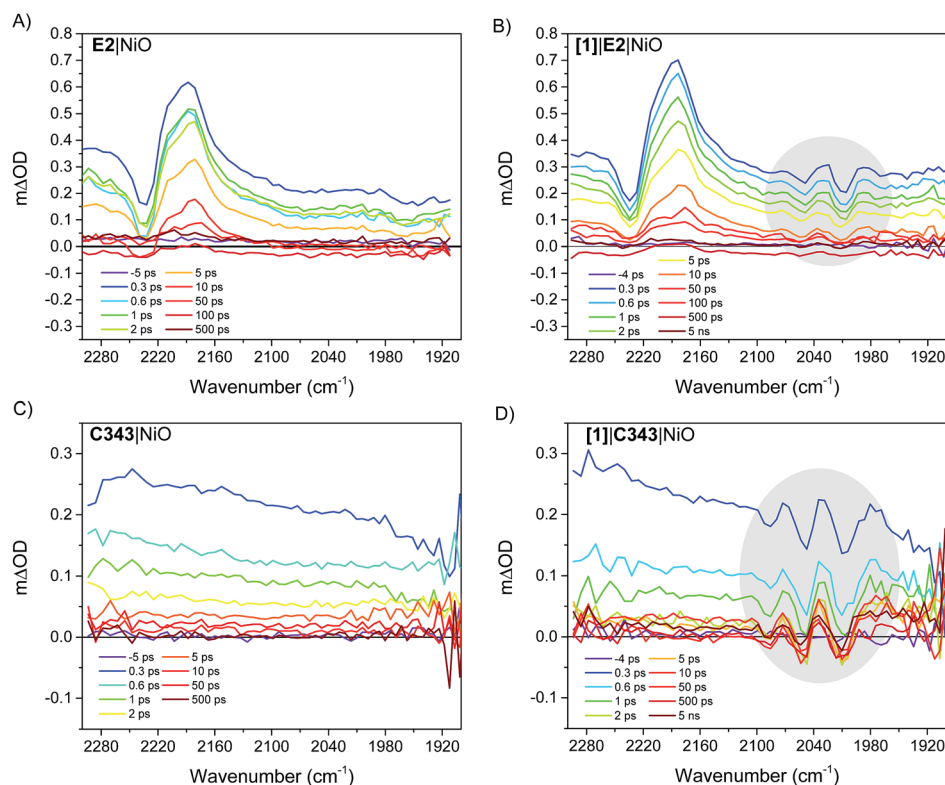 A)
E2|NiO
0.8
0.7
0.6
0.5
0.4
0.3
0.2
0.1
0.0
-0.1
-0.2
-0.3
mΔOD
-5 ps
0.3 ps
0.6 ps
1 ps
2 ps
5 ps
10 ps
50 ps
100 ps
500 ps
2280 2220 2160 2100 2040 1980 1920
Wavenumber (cm⁻¹)
B)
[1]|E2|NiO
0.8
0.7
0.6
0.5
0.4
0.3
0.2
0.1
0.0
-0.1
-0.2
-0.3
mΔOD
-4 ps
0.3 ps
0.6 ps
1 ps
2 ps
5 ps
10 ps
50 ps
100 ps
500 ps
5 ns
2280 2220 2160 2100 2040 1980 1920
Wavenumber (cm⁻¹)
C)
C343|NiO
0.3
0.2
0.1
0.0
-0.1
mΔOD
-5 ps
0.3 ps
0.6 ps
1 ps
2 ps
5 ps
10 ps
50 ps
500 ps
2280 2220 2160 2100 2040 1980 1920
Wavenumber (cm⁻¹)
D)
[1]|C343|NiO
0.3
0.2
0.1
0.0
-0.1
mΔOD
-4 ps
0.3 ps
0.6 ps
1 ps
2 ps
5 ps
10 ps
50 ps
500 ps
5 ns
2280 2220 2160 2100 2040 1980 1920
Wavenumber (cm⁻¹)